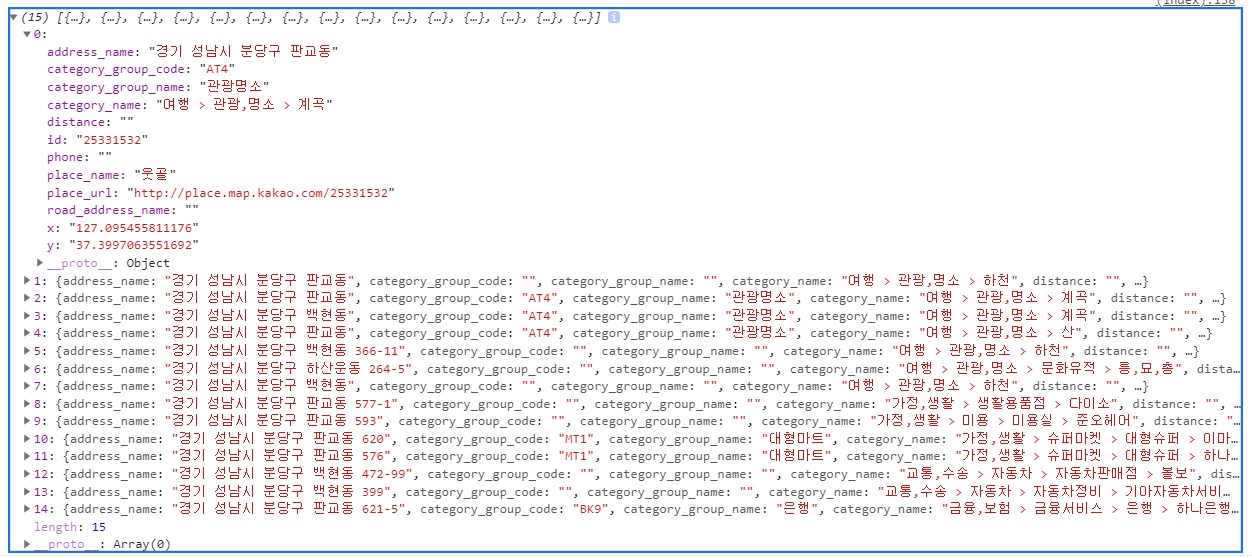 (index):158
(15) [{…}, {…}, {…}, {…}, {…}, {…}, {…}, {…}, {…}, {…}, {…}, {…}, {…}, {…}, {…}] i
0:
address_name: "경기 성남시 분당구 판교동"
category_group_code: "AT4"
category_group_name: "관광명소"
category_name: "여행 > 관광,명소 > 계곡"
distance: ""
id: "25331532"
phone: ""
place_name: "웃골"
place_url: "http://place.map.kakao.com/25331532"
road_address_name: ""
x: "127.095455811176"
y: "37.3997063551692"
__proto__: Object
1: {address_name: "경기 성남시 분당구 판교동", category_group_code: "", category_group_name: "", category_name: "여행 > 관광,명소 > 하천", distance: "", …}
2: {address_name: "경기 성남시 분당구 판교동", category_group_code: "AT4", category_group_name: "관광명소", category_name: "여행 > 관광,명소 > 계곡", distance: "", …}
3: {address_name: "경기 성남시 분당구 백현동", category_group_code: "AT4", category_group_name: "관광명소", category_name: "여행 > 관광,명소 > 계곡", distance: "", …}
4: {address_name: "경기 성남시 분당구 판교동", category_group_code: "AT4", category_group_name: "관광명소", category_name: "여행 > 관광,명소 > 산", distance: "", …}
5: {address_name: "경기 성남시 분당구 백현동 366-11", category_group_code: "", category_group_name: "", category_name: "여행 > 관광,명소 > 하천", distance: "", …}
6: {address_name: "경기 성남시 분당구 하산운동 264-5", category_group_code: "", category_group_name: "", category_name: "여행 > 관광,명소 > 문화유적 > 릉,묘,총", dista…
7: {address_name: "경기 성남시 분당구 백현동", category_group_code: "", category_group_name: "", category_name: "여행 > 관광,명소 > 하천", distance: "", …}
8: {address_name: "경기 성남시 분당구 판교동 577-1", category_group_code: "", category_group_name: "", category_name: "가정,생활 > 생활용품점 > 다이소", distance: "", …
9: {address_name: "경기 성남시 분당구 판교동 593", category_group_code: "", category_group_name: "", category_name: "가정,생활 > 미용 > 미용실 > 준오헤어", distance: "…
10: {address_name: "경기 성남시 분당구 판교동 620", category_group_code: "MT1", category_group_name: "대형마트", category_name: "가정,생활 > 슈퍼마켓 > 대형슈퍼 > 이마…
11: {address_name: "경기 성남시 분당구 판교동 576", category_group_code: "MT1", category_group_name: "대형마트", category_name: "가정,생활 > 슈퍼마켓 > 대형슈퍼 > 하나…
12: {address_name: "경기 성남시 분당구 백현동 472-99", category_group_code: "", category_group_name: "", category_name: "교통,수송 > 자동차 > 자동차판매점 > 볼보", dis…
13: {address_name: "경기 성남시 분당구 백현동 399", category_group_code: "", category_group_name: "", category_name: "교통,수송 > 자동차 > 자동차정비 > 기아자동차서비…
14: {address_name: "경기 성남시 분당구 판교동 621-5", category_group_code: "BK9", category_group_name: "은행", category_name: "금융,보험 > 금융서비스 > 은행 > 하나은행…
length: 15
__proto__: Array(0)